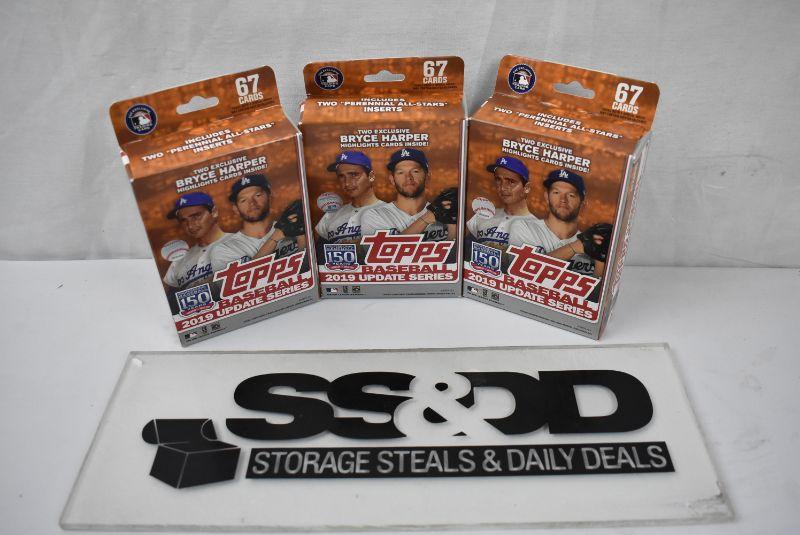 67
CARDS
INCLUDES
TWO "PERENNIAL ALL-STARS"
INSERTS
TWO EXCLUSIVE
BRYCE HARPER
HIGHLIGHTS CARDS INSIDE!
150
YEARS
TOPPS
BASEBALL
2019 UPDATE SERIES
67
CARDS
INCLUDES
TWO "PERENNIAL ALL-STARS"
INSERTS
TWO EXCLUSIVE
BRYCE HARPER
HIGHLIGHTS CARDS INSIDE!
150
YEARS
TOPPS
BASEBALL
2019 UPDATE SERIES
67
CARDS
INCLUDES
TWO "PERENNIAL ALL-STARS"
INSERTS
TWO EXCLUSIVE
BRYCE HARPER
HIGHLIGHTS CARDS INSIDE!
150
YEARS
TOPPS
BASEBALL
2019 UPDATE SERIES
SS&DD
STORAGE STEALS & DAILY DEALS